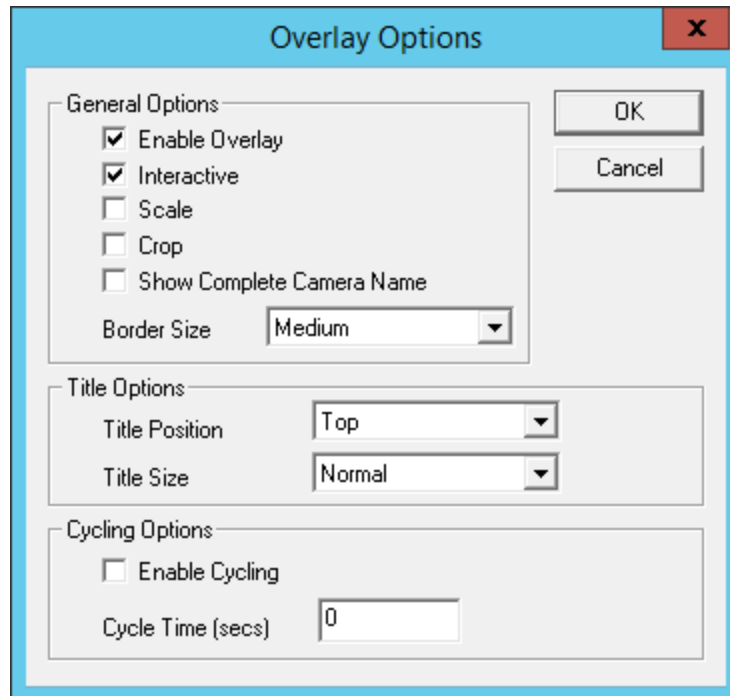 Overlay Options
x
General Options
OK
Enable Overlay
Cancel
Interactive
Scale
Crop
Show Complete Camera Name
Border Size Medium
Title Options
Title Position Top
Title Size Normal
Cycling Options
Enable Cycling
Cycle Time (secs) 0